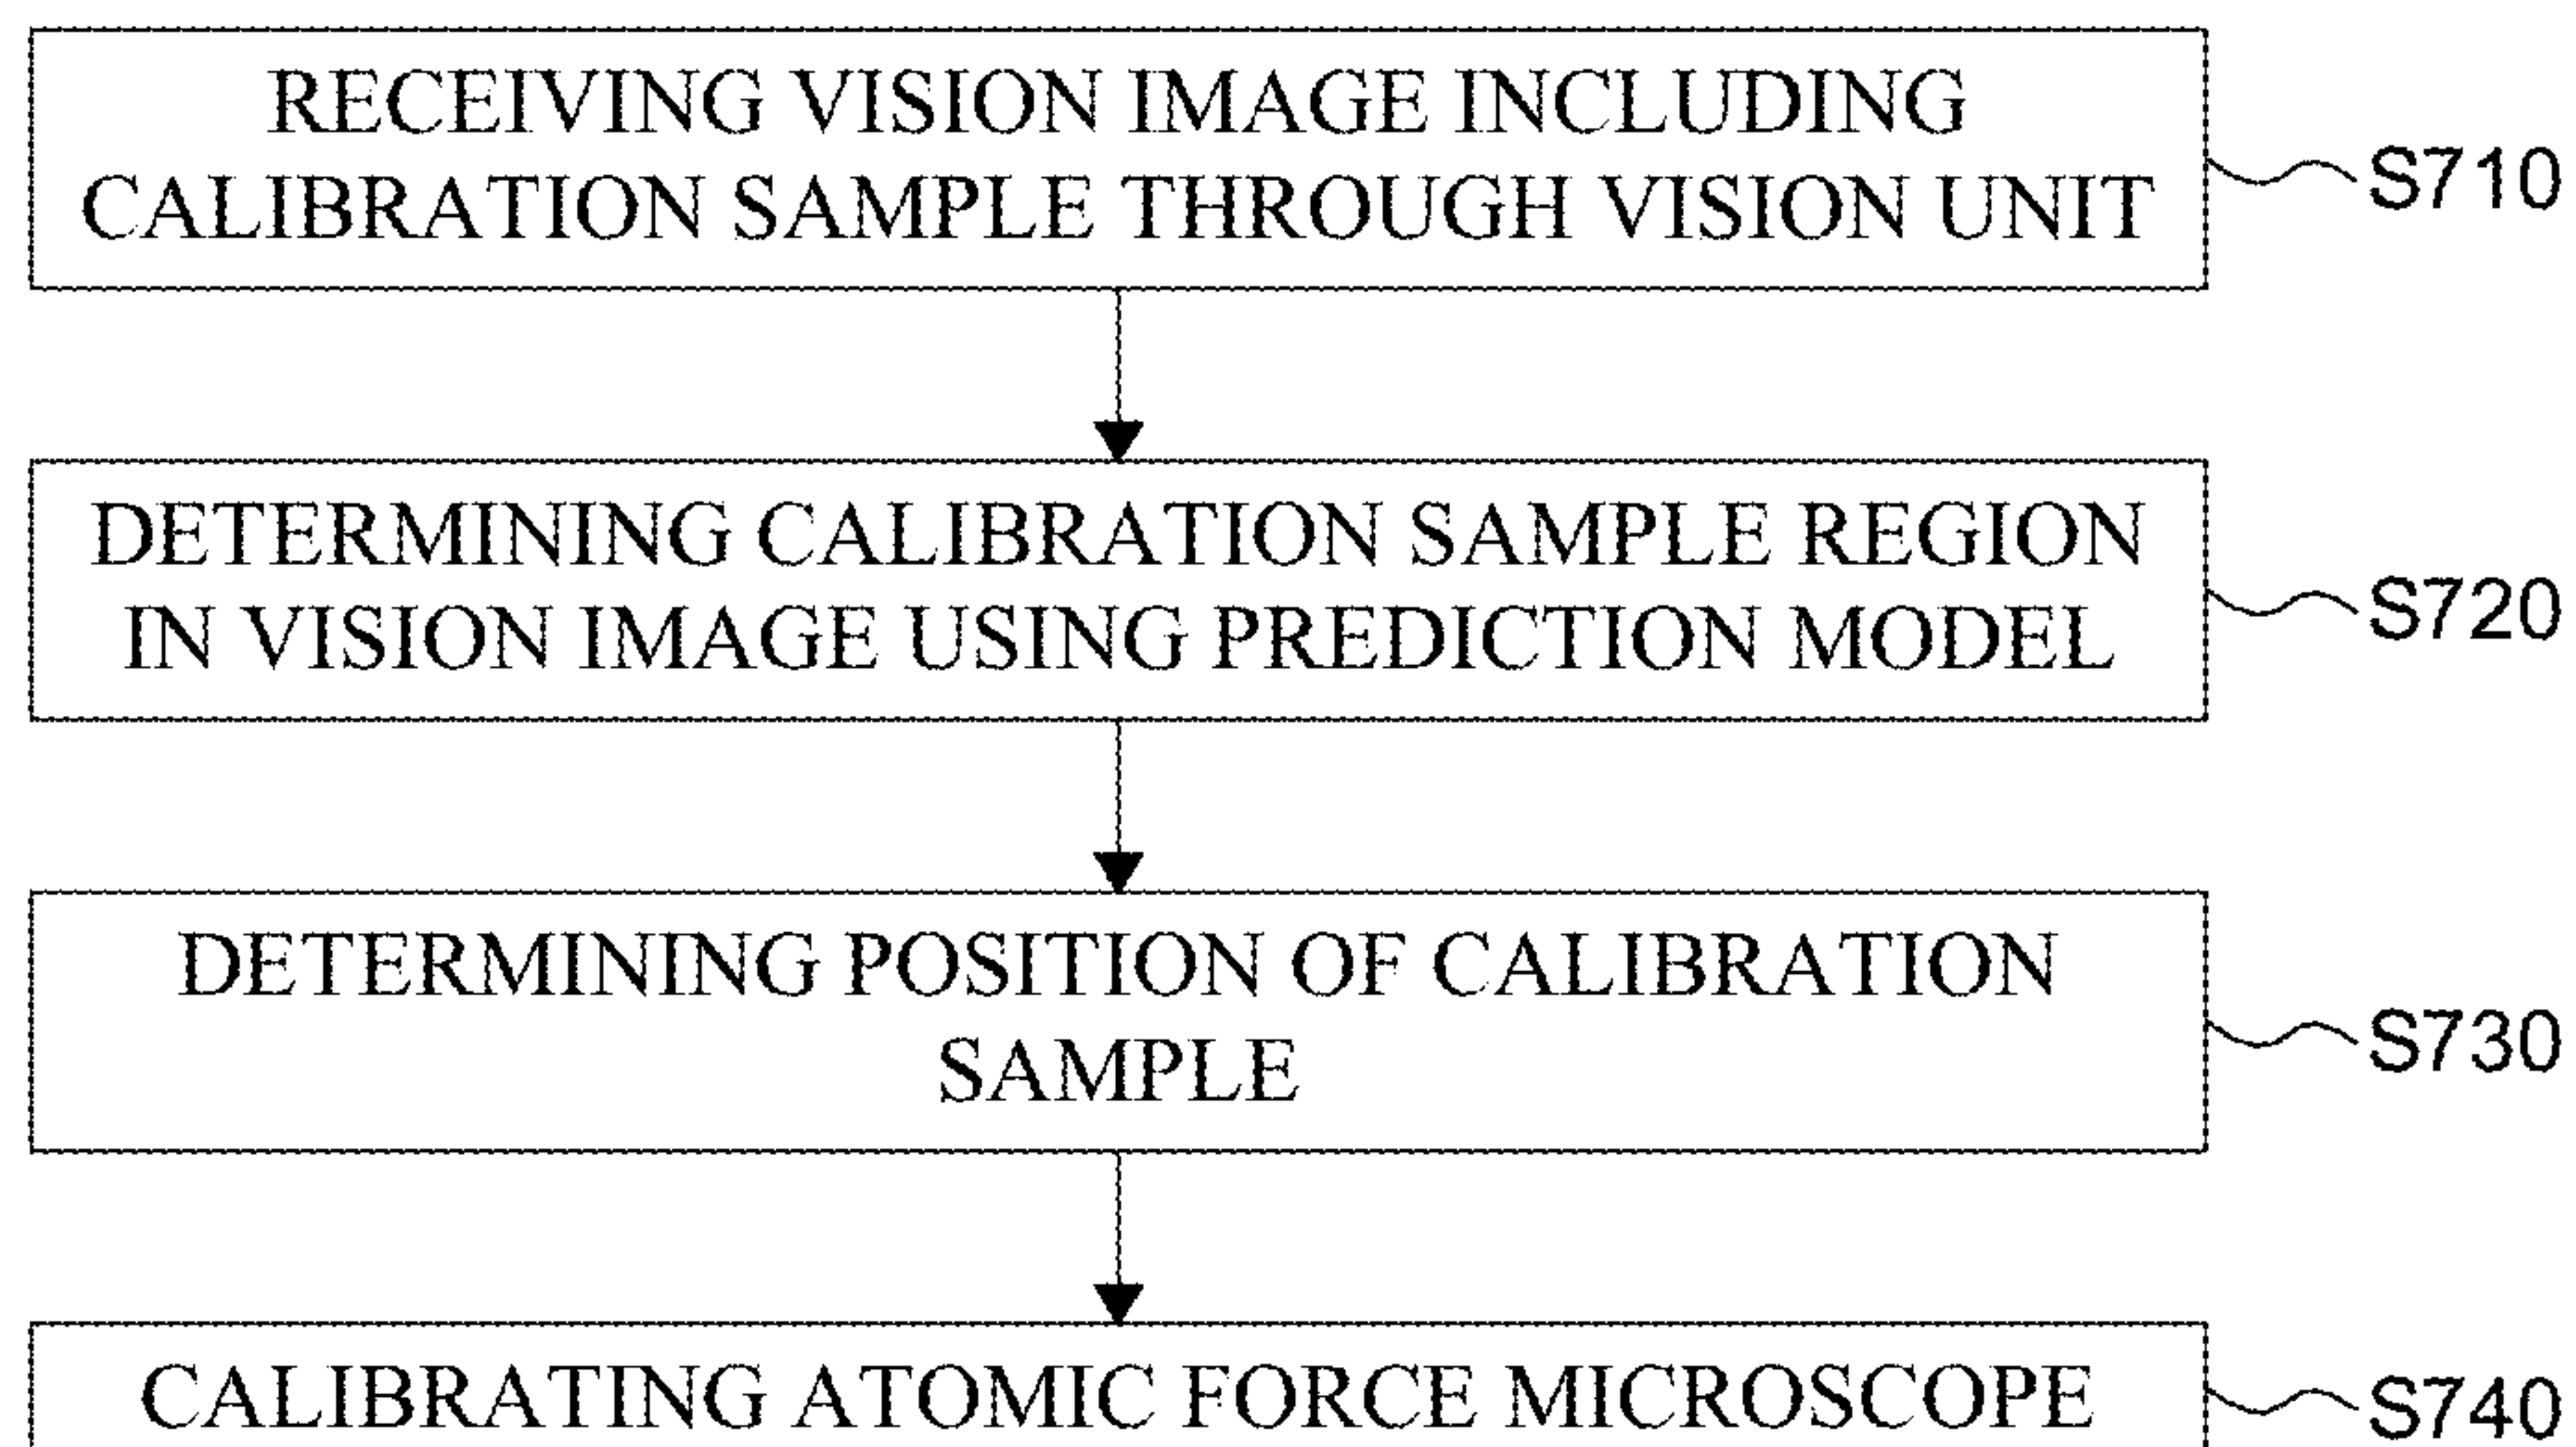 RECEIVING VISION IMAGE INCLUDING
CALIBRATION SAMPLE THROUGH VISION UNIT
S710
DETERMINING CALIBRATION SAMPLE REGION
IN VISION IMAGE USING PREDICTION MODEL
S720
DETERMINING POSITION OF CALIBRATION
SAMPLE
S730
CALIBRATING ATOMIC FORCE MICROSCOPE
S740